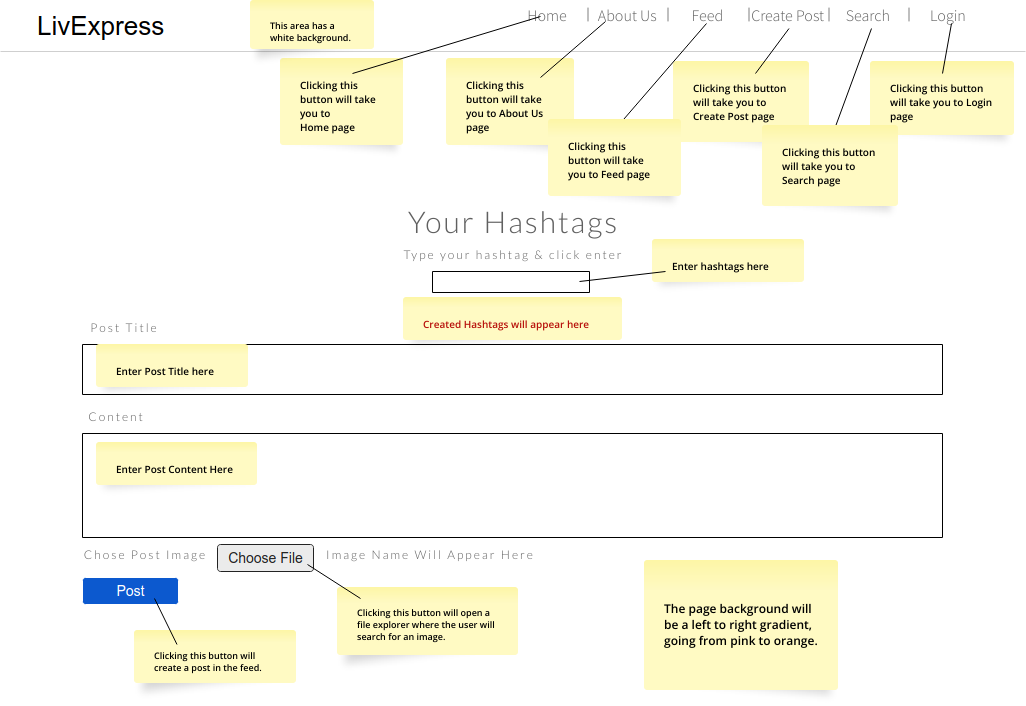 LivExpress
This area has a
white background.
Home | About Us | Feed |Create Post | Search | Login
Clicking this
button will take
you to
Home page
Clicking this
button will take
you to About Us
page
Clicking this
button will take
you to Feed page
Clicking this button
will take you to
Create Post page
Clicking this button
will take you to
Search page
Clicking this button
will take you to Login
page
Your Hashtags
Type your hashtag & click enter
Enter hashtags here
Created Hashtags will appear here
Post Title
Enter Post Title here
Content
Enter Post Content Here
Chose Post Image
Choose File
Image Name Will Appear Here
Post
Clicking this button will open a
file explorer where the user will
search for an image.
Clicking this button will
create a post in the feed.
The page background will
be a left to right gradient,
going from pink to orange.